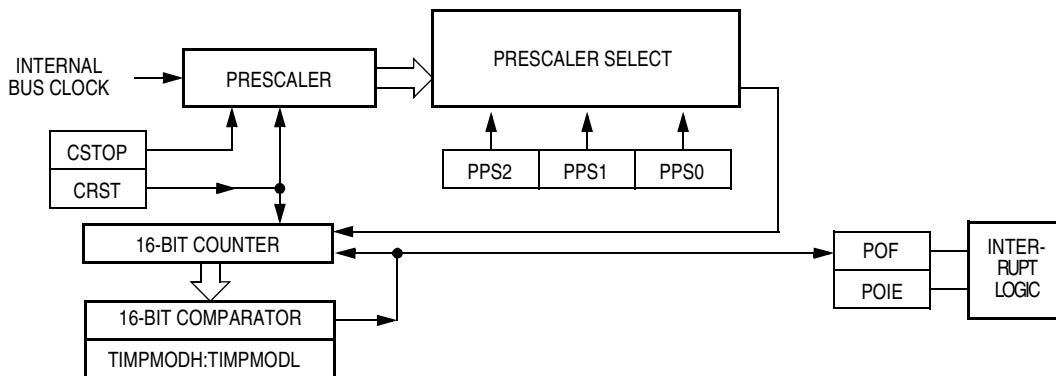 PRESCALER SELECT
INTERNAL
BUS CLOCK
PRESCALER
CSTOP
CRST
PPS2 PPS1 PPS0
16-BIT COUNTER
POF
POIE
INTER-
RUPT
LOGIC
16-BIT COMPARATOR
TIMPMODH:TIMPMODL